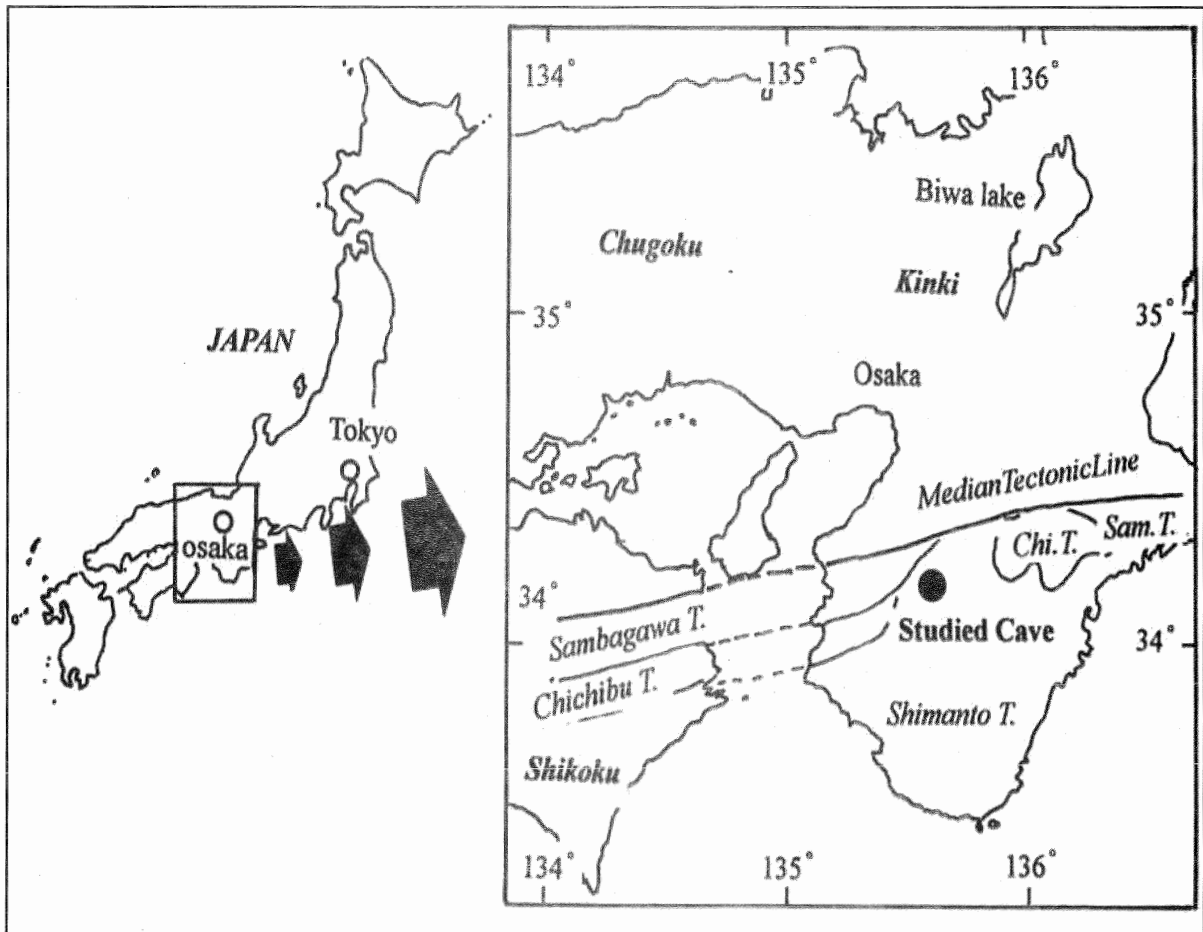 JAPAN
Tokyo
osaka
134°
135°
136°
Biwa lake
Chugoku
Kinki
35°
35°
Osaka
MedianTectonicLine
Sam.T.
Chi.T.
34°
Sambagawa T.
Studied Cave
34°
Chichibu T.
Shimanto T.
Shikoku
134°
135°
136°